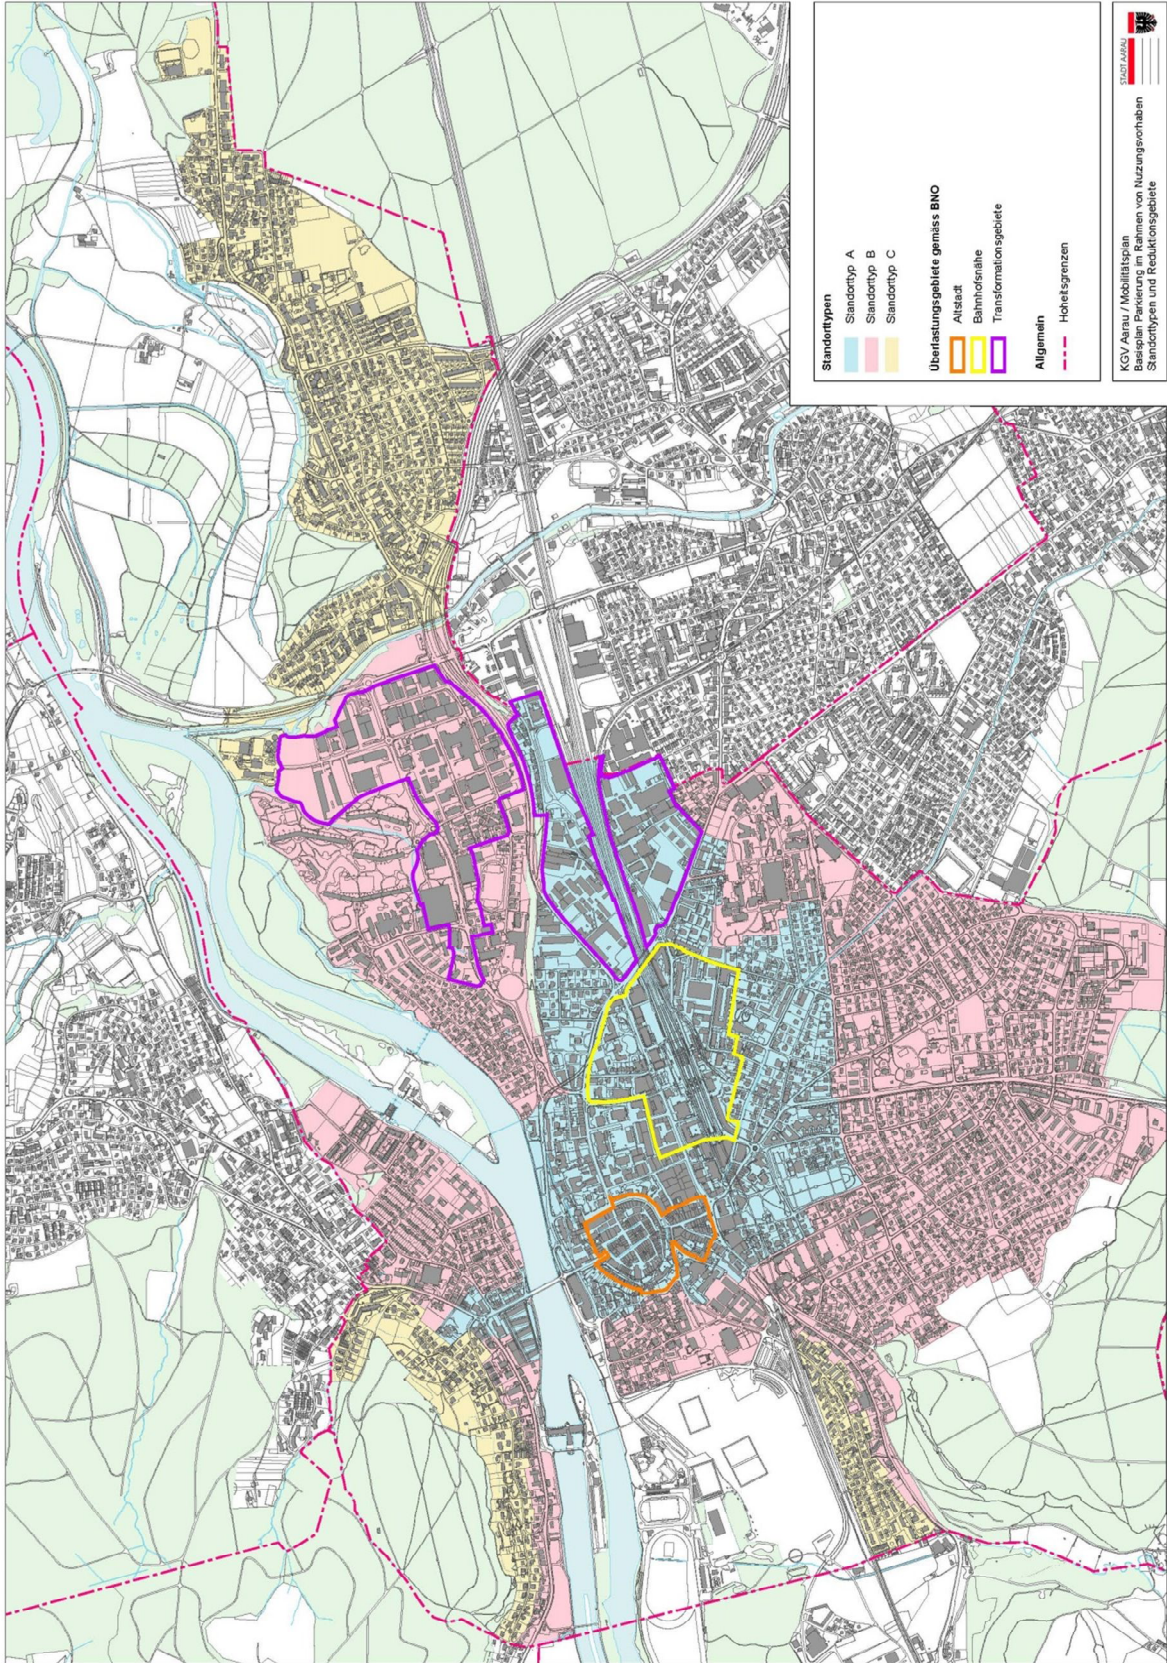 Standorttypen
Standorttyp A
Standorttyp B
Standorttyp C
Überlastungsgebiete gemäss BNO
Altstadt
Bahnhofsnähe
Transformationsgebiete
Allgemein
Hoheitsgrenzen
KGV Aarau / Mobilitätsplan
Basisplan Parkierung im Rahmen von Nutzungsvorhaben
Standorttypen und Reduktionsgebiete
STADT AARAU